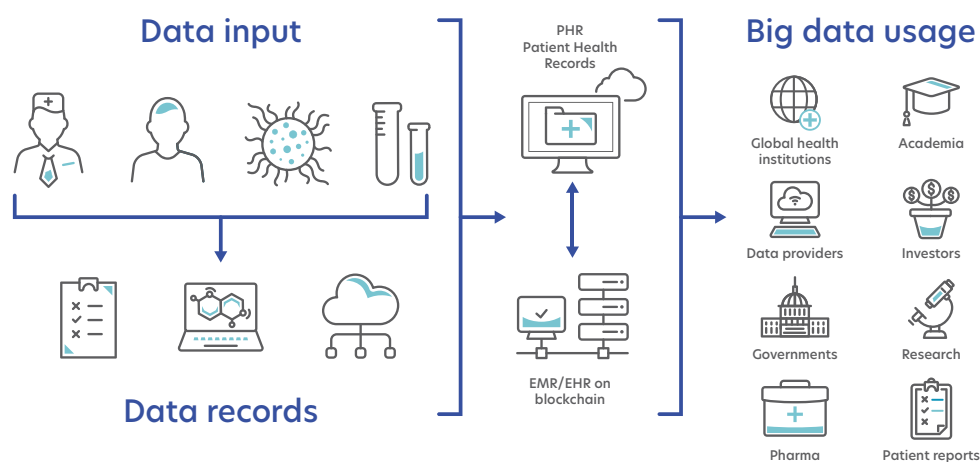 Data input
Data records
PHR
Patient Health
Records
EMR/EHR on
blockchain
Big data usage
Global health
institutions
Academia
Data providers
Investors
Governments
Research
Pharma
Patient reports